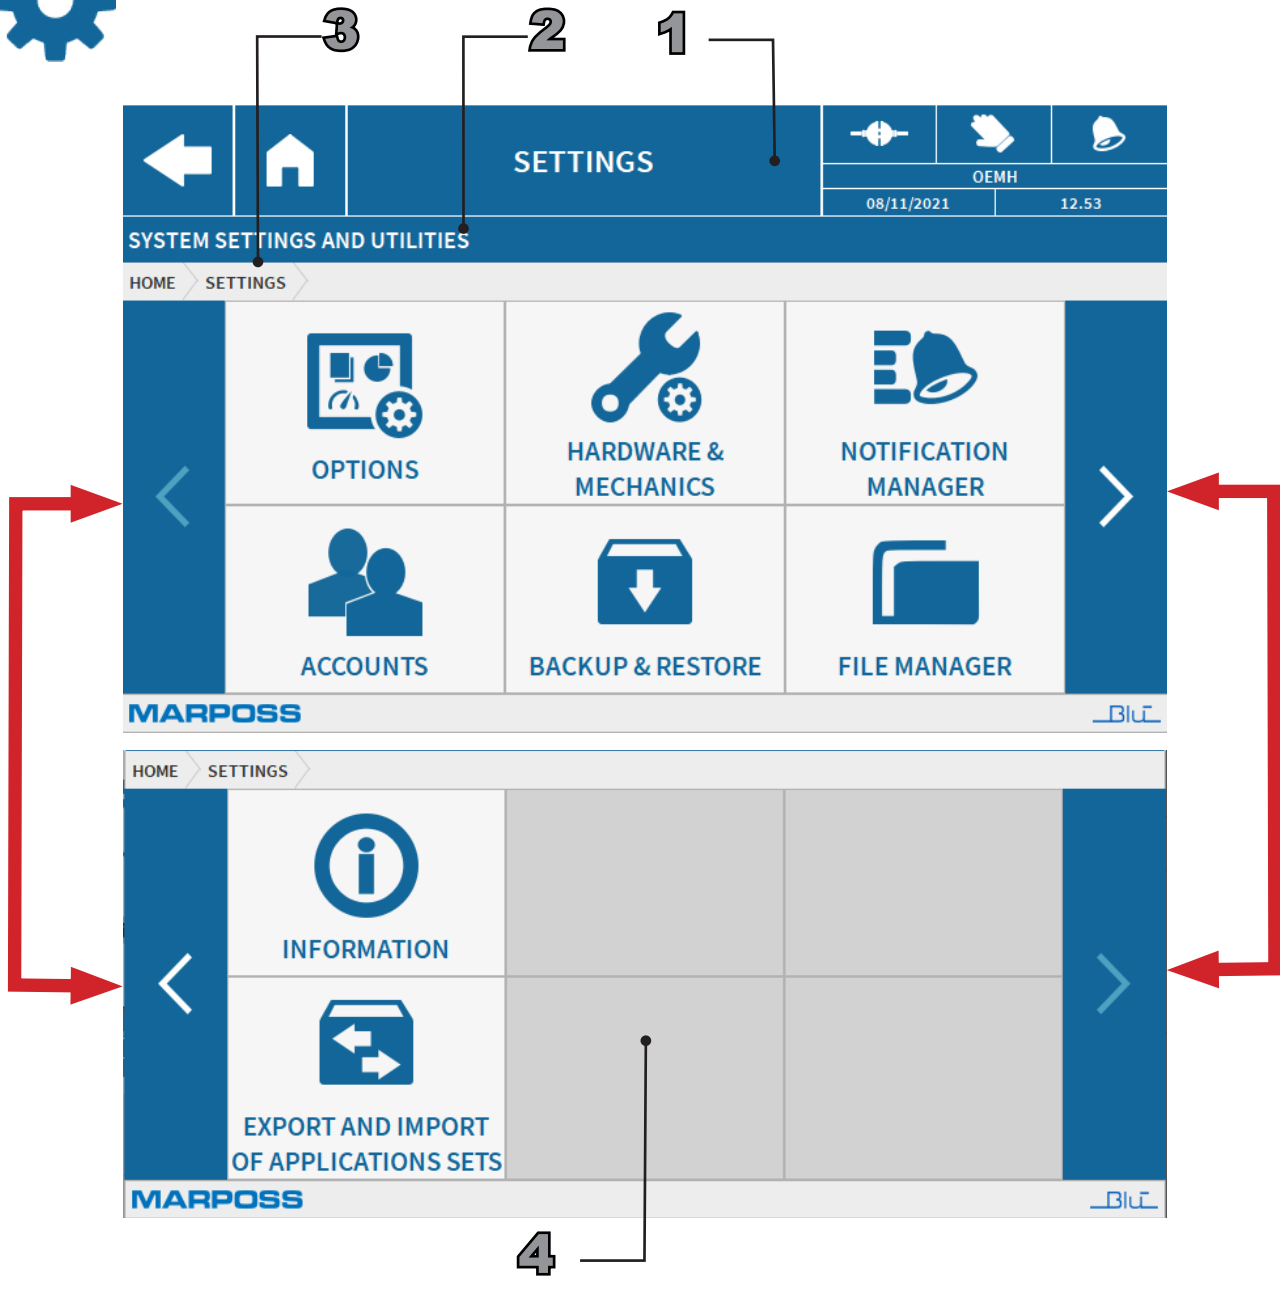 3 2 1
SETTINGS
OEMH
08/11/2021 12.53
SYSTEM SETTINGS AND UTILITIES
HOME SETTINGS
OPTIONS
HARDWARE &
MECHANICS
NOTIFICATION
MANAGER
ACCOUNTS
BACKUP & RESTORE
FILE MANAGER
MARPOSS
Blú
HOME SETTINGS
INFORMATION
EXPORT AND IMPORT
OF APPLICATIONS SETS
MARPOSS
Blú
4